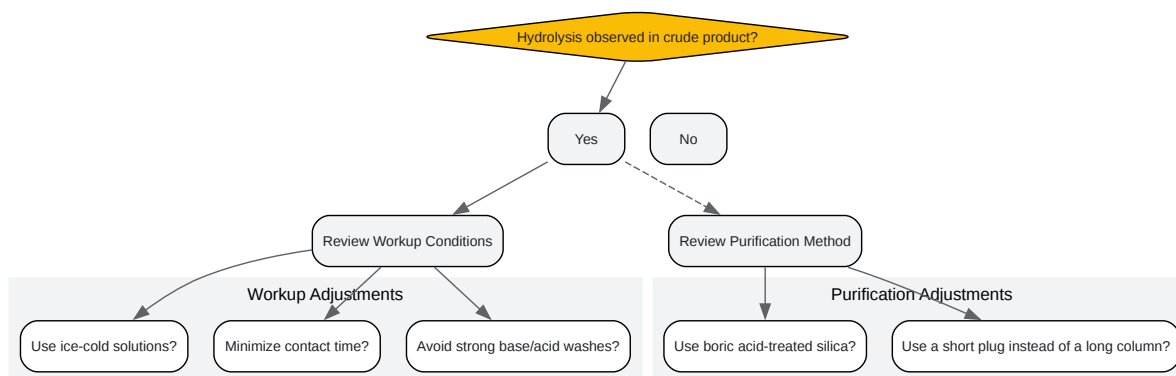 Hydrolysis observed in crude product?
Yes
No
Review Workup Conditions
Review Purification Method
Workup Adjustments
Purification Adjustments
Use ice-cold solutions?
Minimize contact time?
Avoid strong base/acid washes?
Use boric acid-treated silica?
Use a short plug instead of a long column?